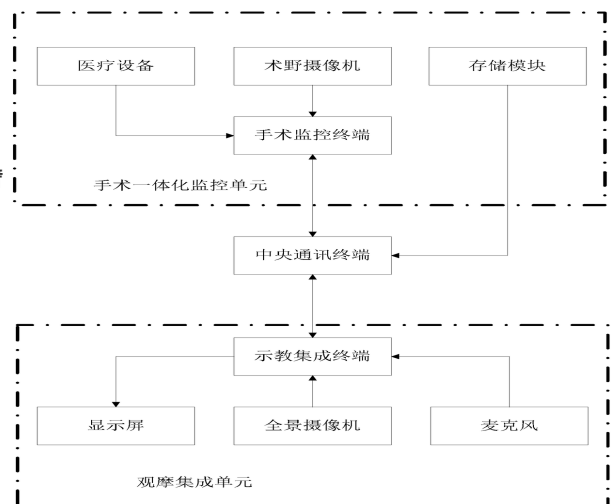 医疗设备
术野摄像机
存储模块
手术监控终端
手术一体化监控单元
中央通讯终端
示教集成终端
显示屏
全景摄像机
麦克风
观摩集成单元